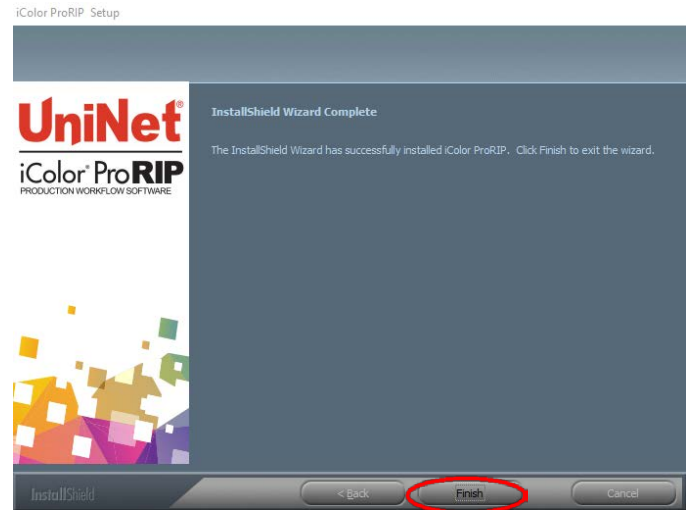 iColor ProRIP Setup
UniNet®
iColor® ProRIP
PRODUCTION WORKFLOW SOFTWARE
InstallShield Wizard Complete
The InstallShield Wizard has successfully installed iColor ProRIP. Click Finish to exit the wizard.
InstallShield
< Back
Finish
Cancel